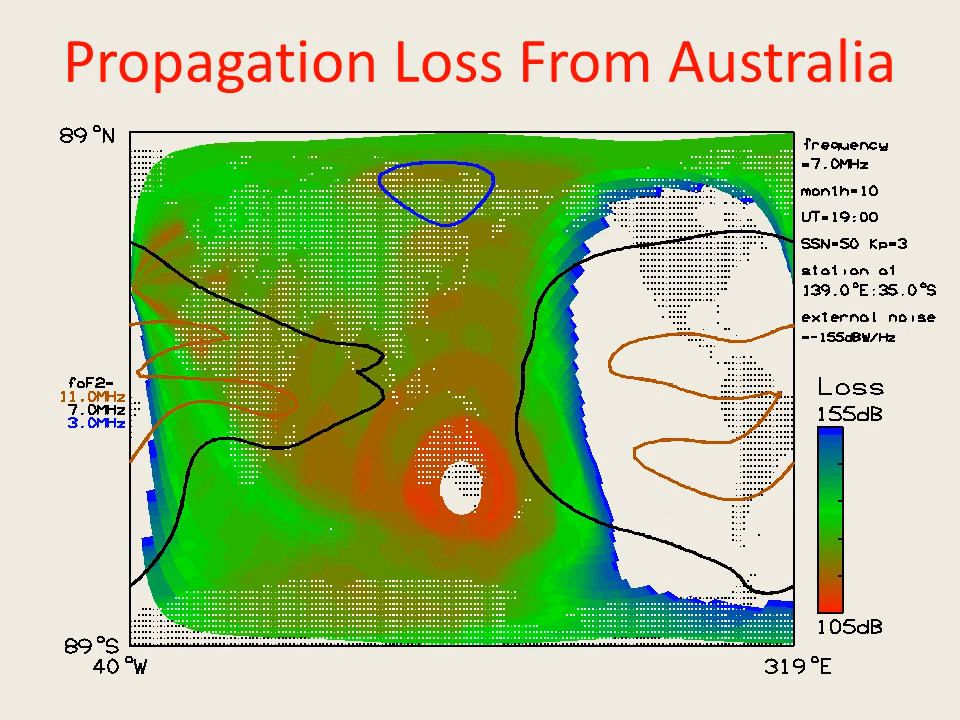 Propagation Loss From Australia
89°N
frequency
=7.0MHz
month=10
UT=19:00
SSN=50 Kp=3
station at
139.0°E:35.0°S
external noise
=-155dBW/Hz
foF2=
11.0MHz
7.0MHz
3.0MHz
Loss
155dB
105dB
89°S
40°W
319°E